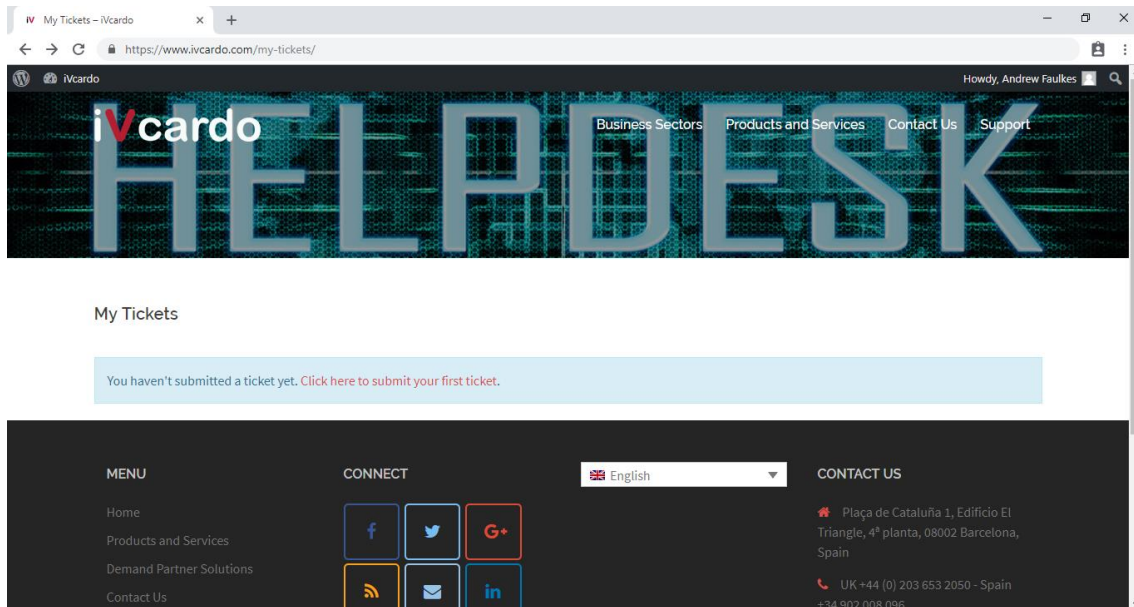 iV My Tickets – iVcardo
https://www.ivcardo.com/my-tickets/
iVcardo
Howdy, Andrew Faulkes
iVcardo
Business Sectors Products and Services Contact Us Support
HELPDESK
My Tickets
You haven't submitted a ticket yet. Click here to submit your first ticket.
MENU
Home
Products and Services
Demand Partner Solutions
Contact Us
CONNECT
f
G+
in
English
CONTACT US
Plaça de Cataluña 1, Edificio El
Triangle, 4ª planta, 08002 Barcelona,
Spain
UK +44 (0) 203 653 2050 - Spain
+34 902 008 096